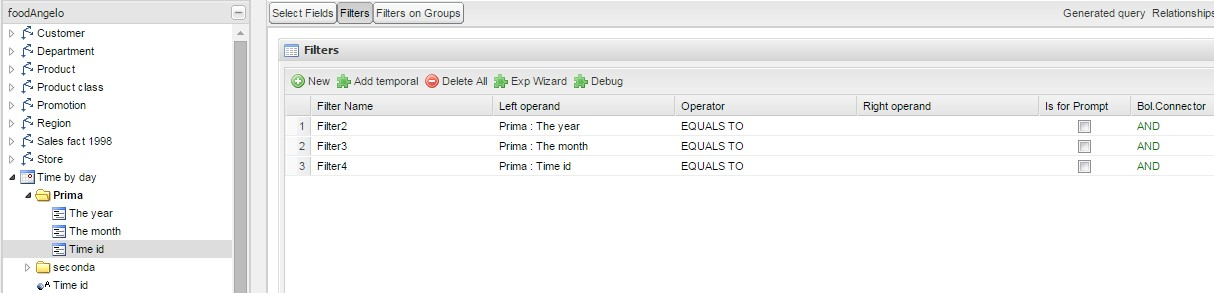 foodAngelo
Customer
Department
Product
Product class
Promotion
Region
Sales fact 1998
Store
Time by day
Prima
The year
The month
Time id
seconda
Time id
Select Fields Filters Filters on Groups Generated query Relationships
Filters
New Add temporal Delete All Exp Wizard Debug
Filter Name Left operand Operator Right operand Is for Prompt Bol.Connector
1 Filter2 Prima : The year EQUALS TO AND
2 Filter3 Prima : The month EQUALS TO AND
3 Filter4 Prima : Time id EQUALS TO AND